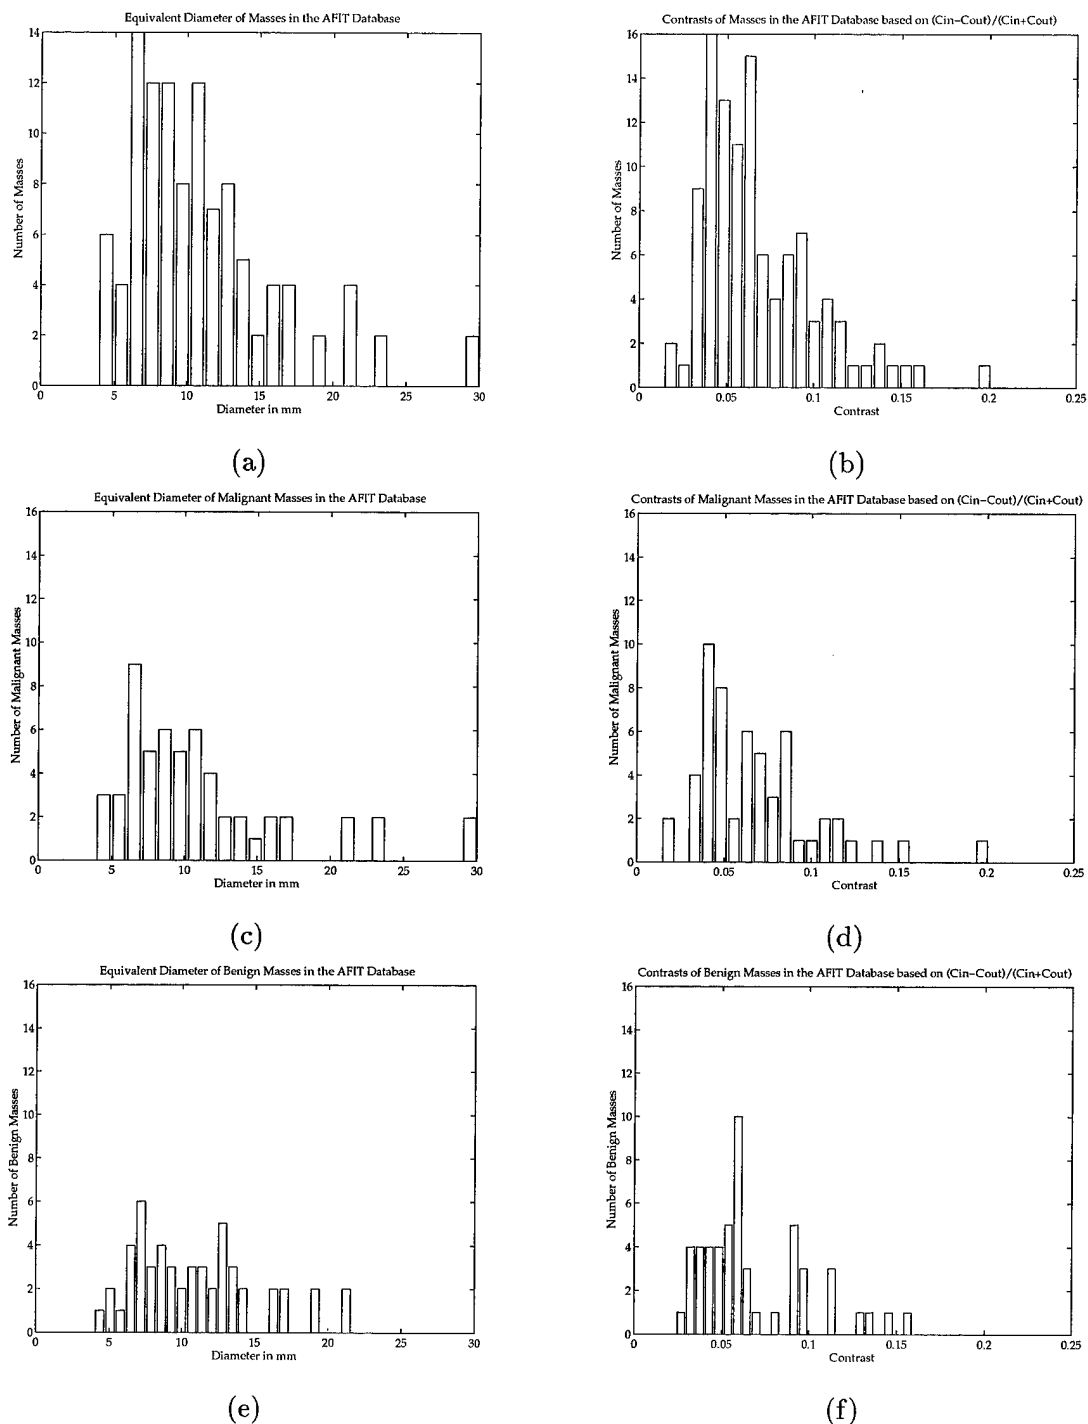 Equivalent Diameter of Masses in the AFIT Database
14
12
10
8
6
4
2
0
Number of Masses
0 5 10 15 20 25 30
Diameter in mm
(a)
Contrasts of Masses in the AFIT Database based on (Cin−Cout)/(Cin+Cout)
16
14
12
10
8
6
4
2
0
Number of Masses
0 0.05 0.1 0.15 0.2 0.25
Contrast
(b)
Equivalent Diameter of Malignant Masses in the AFIT Database
16
14
12
10
8
6
4
2
0
Number of Malignant Masses
0 5 10 15 20 25 30
Diameter in mm
(c)
Contrasts of Malignant Masses in the AFIT Database based on (Cin−Cout)/(Cin+Cout)
16
14
12
10
8
6
4
2
0
Number of Malignant Masses
0 0.05 0.1 0.15 0.2 0.25
Contrast
(d)
Equivalent Diameter of Benign Masses in the AFIT Database
16
14
12
10
8
6
4
2
0
Number of Benign Masses
0 5 10 15 20 25 30
Diameter in mm
(e)
Contrasts of Benign Masses in the AFIT Database based on (Cin−Cout)/(Cin+Cout)
16
14
12
10
8
6
4
2
0
Number of Benign Masses
0 0.05 0.1 0.15 0.2 0.25
Contrast
(f)